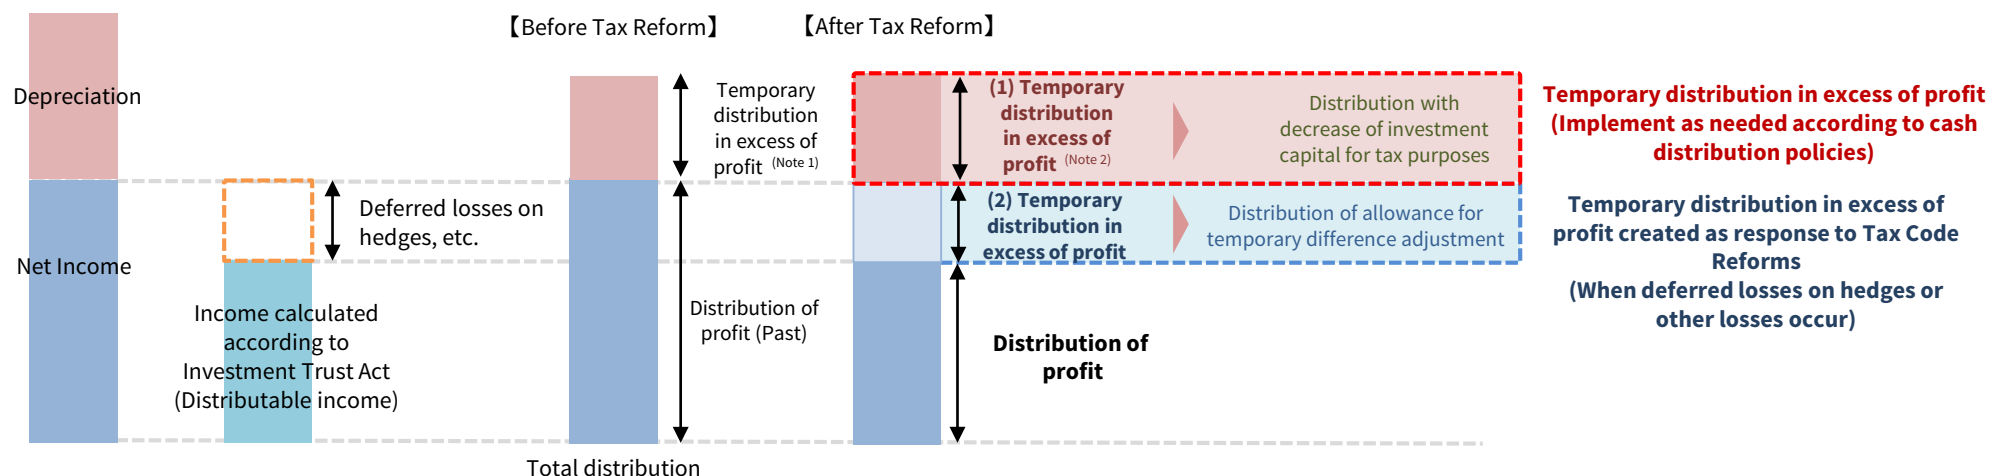 【Before Tax Reform】
【After Tax Reform】
Depreciation
Net Income
Deferred losses on
hedges, etc.
Income calculated
according to
Investment Trust Act
(Distributable income)
Temporary
distribution
in excess of
profit (Note 1)
Distribution of
profit (Past)
Total distribution
(1) Temporary
distribution
in excess of
profit (Note 2)
Distribution with
decrease of investment
capital for tax purposes
(2) Temporary
distribution in
excess of profit
Distribution of allowance for
temporary difference adjustment
Distribution of
profit
Temporary distribution in excess of profit
(Implement as needed according to cash
distribution policies)
Temporary distribution in excess of
profit created as response to Tax Code
Reforms
(When deferred losses on hedges or
other losses occur)